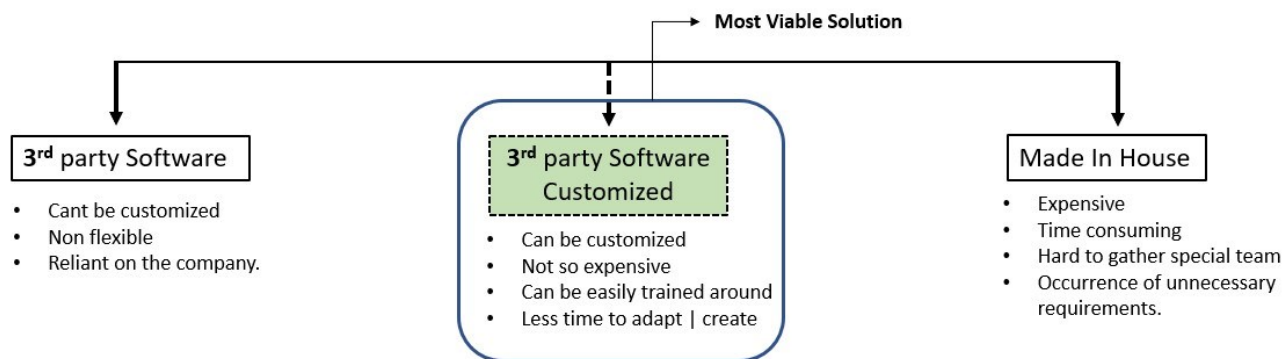 Most Viable Solution
3rd party Software
• Cant be customized
• Non flexible
• Reliant on the company.
3rd party Software
Customized
• Can be customized
• Not so expensive
• Can be easily trained around
• Less time to adapt | create
Made In House
• Expensive
• Time consuming
• Hard to gather special team
• Occurrence of unnecessary
requirements.